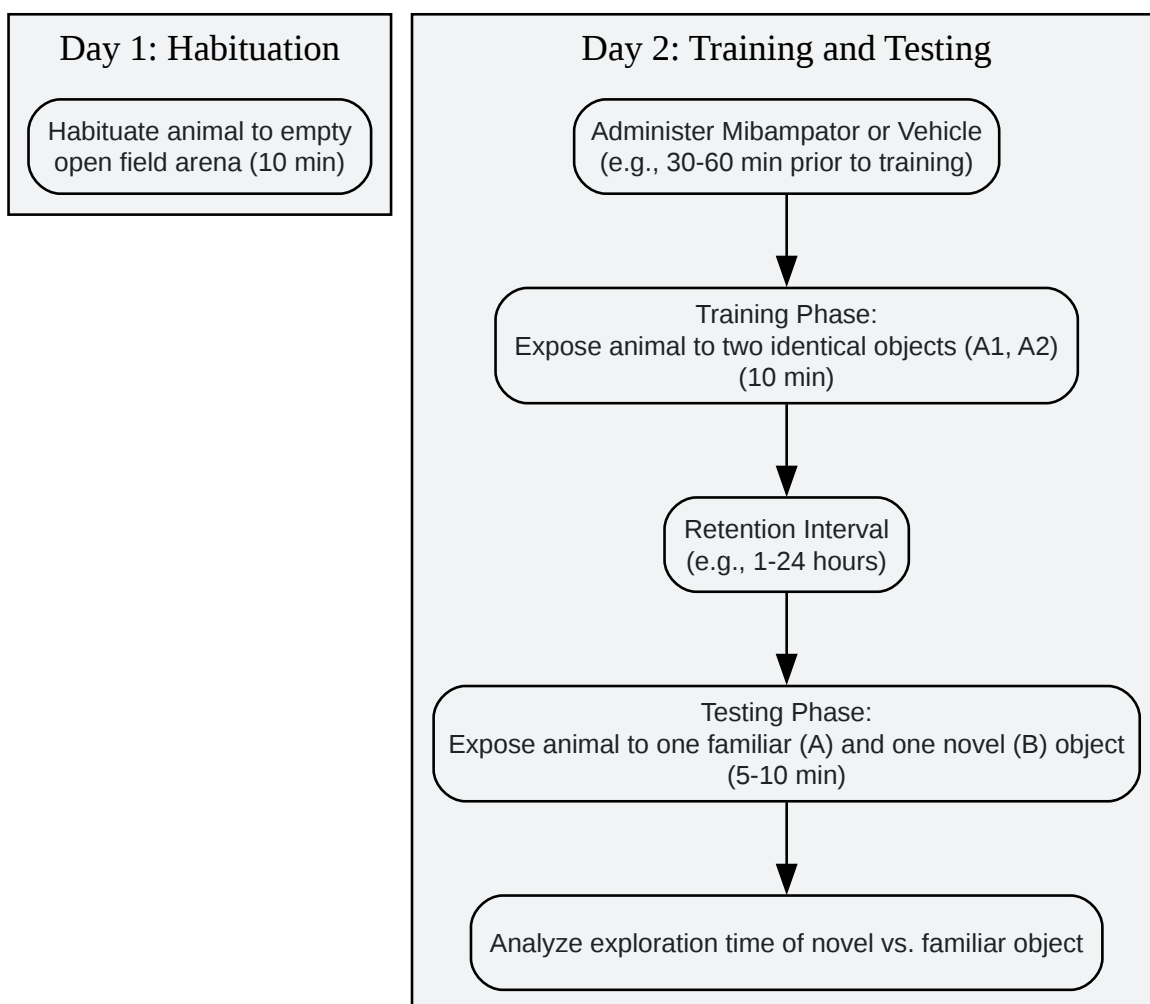 Day 1: Habituation
Habituate animal to empty
open field arena (10 min)
Day 2: Training and Testing
Administer Mibampator or Vehicle
(e.g., 30-60 min prior to training)
Training Phase:
Expose animal to two identical objects (A1, A2)
(10 min)
Retention Interval
(e.g., 1-24 hours)
Testing Phase:
Expose animal to one familiar (A) and one novel (B) object
(5-10 min)
Analyze exploration time of novel vs. familiar object